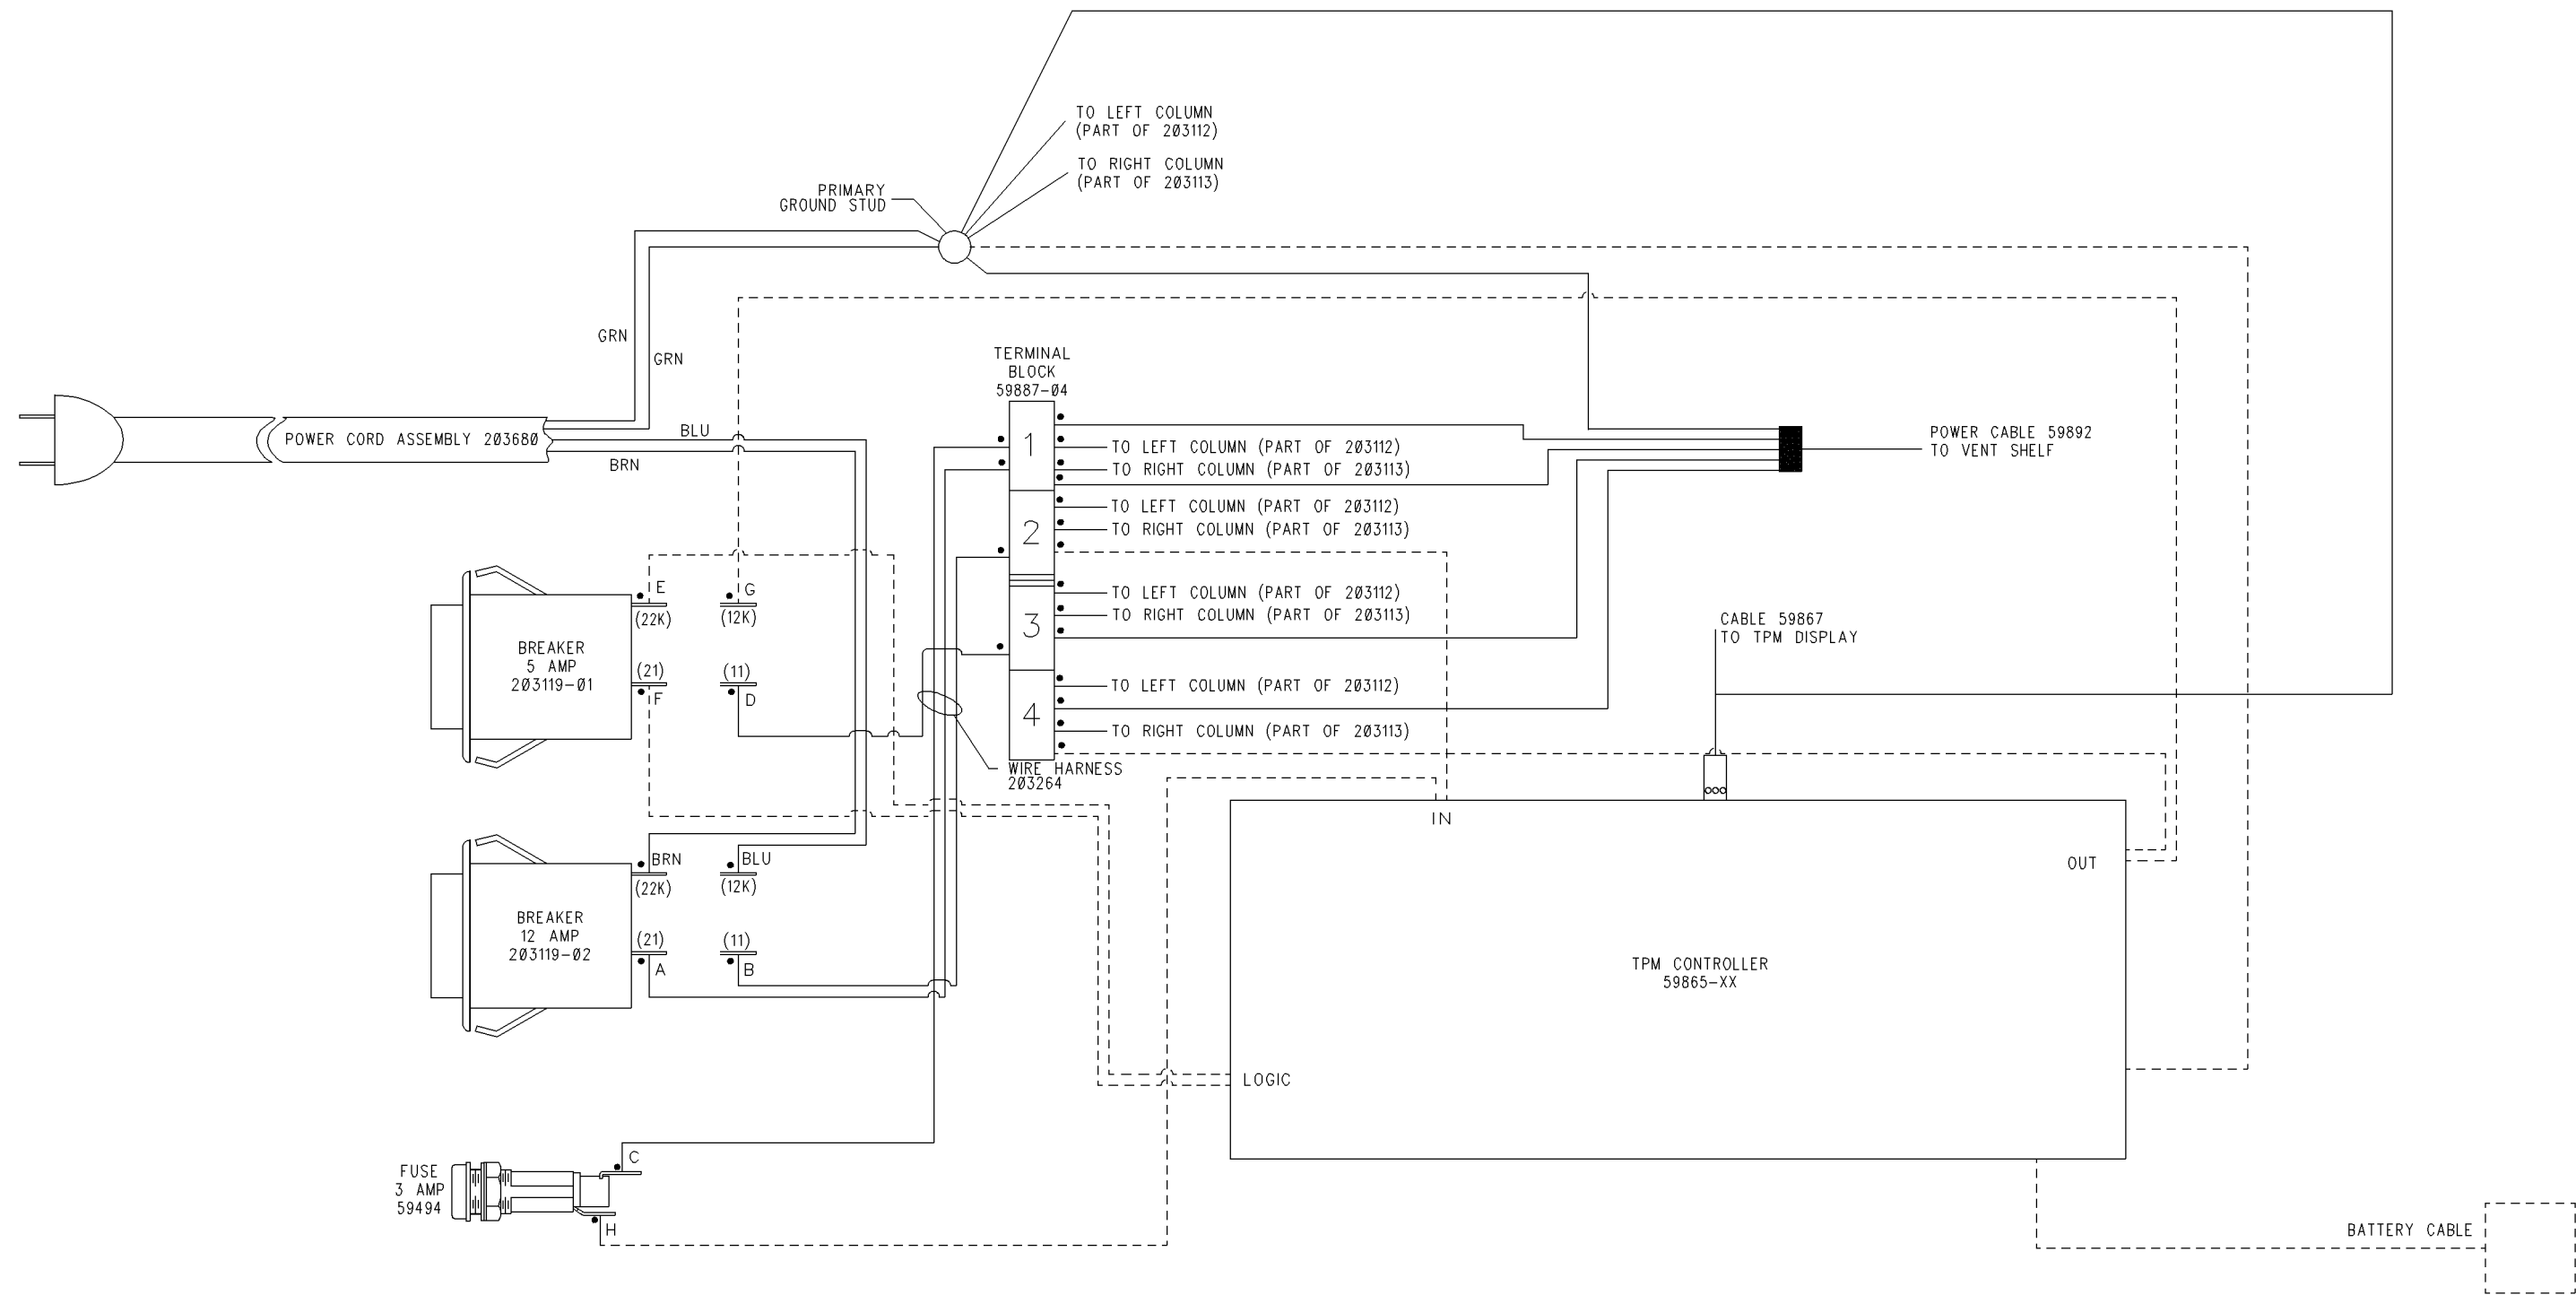 TO LEFT COLUMN
(PART OF 203112)
TO RIGHT COLUMN
(PART OF 203113)
PRIMARY
GROUND STUD
GRN
GRN
TERMINAL
BLOCK
59887-04
POWER CORD ASSEMBLY 203680
BLU
BRN
1
TO LEFT COLUMN (PART OF 203112)
TO RIGHT COLUMN (PART OF 203113)
POWER CABLE 59892
TO VENT SHELF
2
TO LEFT COLUMN (PART OF 203112)
TO RIGHT COLUMN (PART OF 203113)
3
TO LEFT COLUMN (PART OF 203112)
TO RIGHT COLUMN (PART OF 203113)
4
TO LEFT COLUMN (PART OF 203112)
TO RIGHT COLUMN (PART OF 203113)
E
(22K)
G
(12K)
BREAKER
5 AMP
203119-01
(21)
F
(11)
D
CABLE 59867
TO TPM DISPLAY
WIRE HARNESS
203264
IN
OUT
BRN
(22K)
BLU
(12K)
BREAKER
12 AMP
203119-02
(21)
A
(11)
B
TPM CONTROLLER
59865-XX
LOGIC
C
FUSE
3 AMP
59494
H
BATTERY CABLE